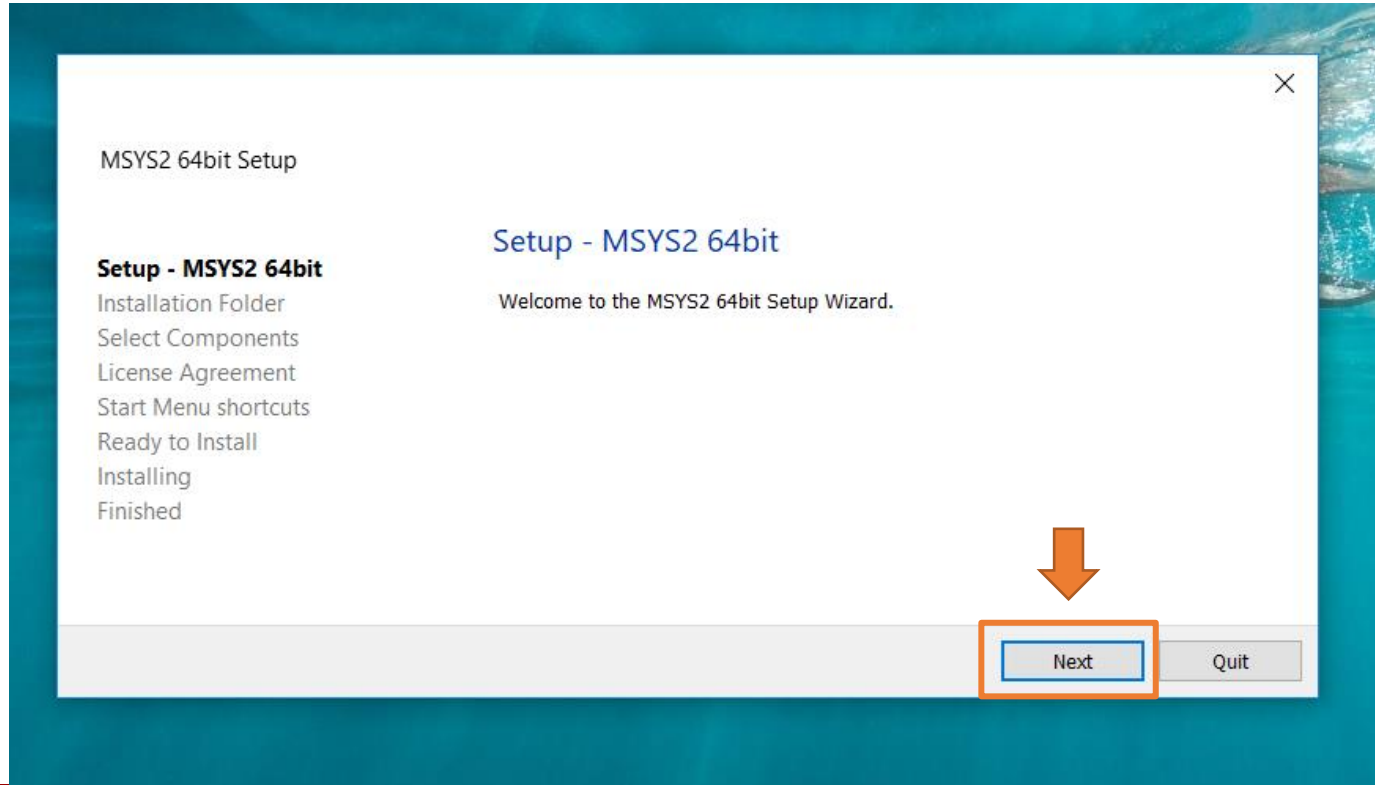 MSYS2 64bit Setup
Setup - MSYS2 64bit
Installation Folder
Select Components
License Agreement
Start Menu shortcuts
Ready to Install
Installing
Finished
Setup - MSYS2 64bit
Welcome to the MSYS2 64bit Setup Wizard.
Next
Quit